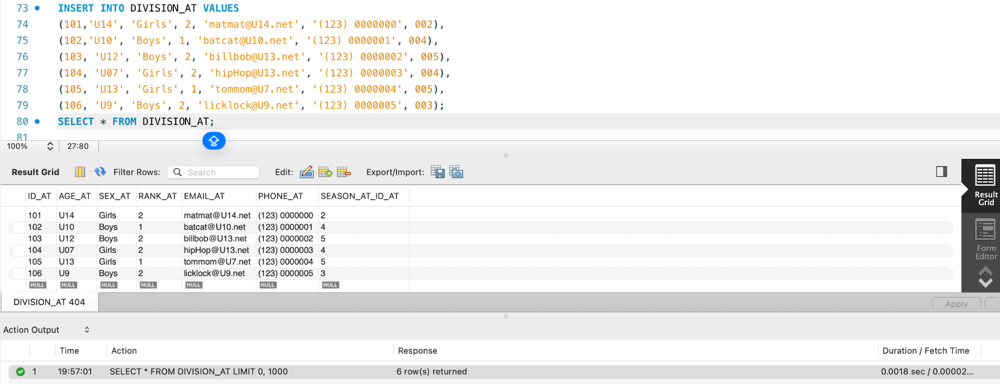 73 INSERT INTO DIVISION_AT VALUES
74 (101,'U14', 'Girls', 2, 'matmat@U14.net', '(123) 0000000', 002),
75 (102,'U10', 'Boys', 1, 'batcat@U10.net', '(123) 0000001', 004),
76 (103, 'U12', 'Boys', 2, 'billbob@U13.net', '(123) 0000002', 005),
77 (104, 'U07', 'Girls', 2, 'hipHop@U13.net', '(123) 0000003', 004),
78 (105, 'U13', 'Girls', 1, 'tommom@U7.net', '(123) 0000004', 005),
79 (106, 'U9', 'Boys', 2, 'licklock@U9.net', '(123) 0000005', 003);
80 SELECT * FROM DIVISION_AT;
81
100% 27:80
Result Grid Filter Rows: Search Edit: Export/Import:
ID_AT AGE_AT SEX_AT RANK_AT EMAIL_AT PHONE_AT SEASON_AT_ID_AT
101 U14 Girls 2 matmat@U14.net (123) 0000000 2
102 U10 Boys 1 batcat@U10.net (123) 0000001 4
103 U12 Boys 2 billbob@U13.net (123) 0000002 5
104 U07 Girls 2 hipHop@U13.net (123) 0000003 4
105 U13 Girls 1 tommom@U7.net (123) 0000004 5
106 U9 Boys 2 licklock@U9.net (123) 0000005 3
NULL NULL NULL NULL NULL NULL NULL
Result
Grid
Form
Editor
DIVISION_AT 404 Apply
Action Output
Time Action Response Duration / Fetch Time
1 19:57:01 SELECT * FROM DIVISION_AT LIMIT 0, 1000 6 row(s) returned 0.0018 sec / 0.00002...